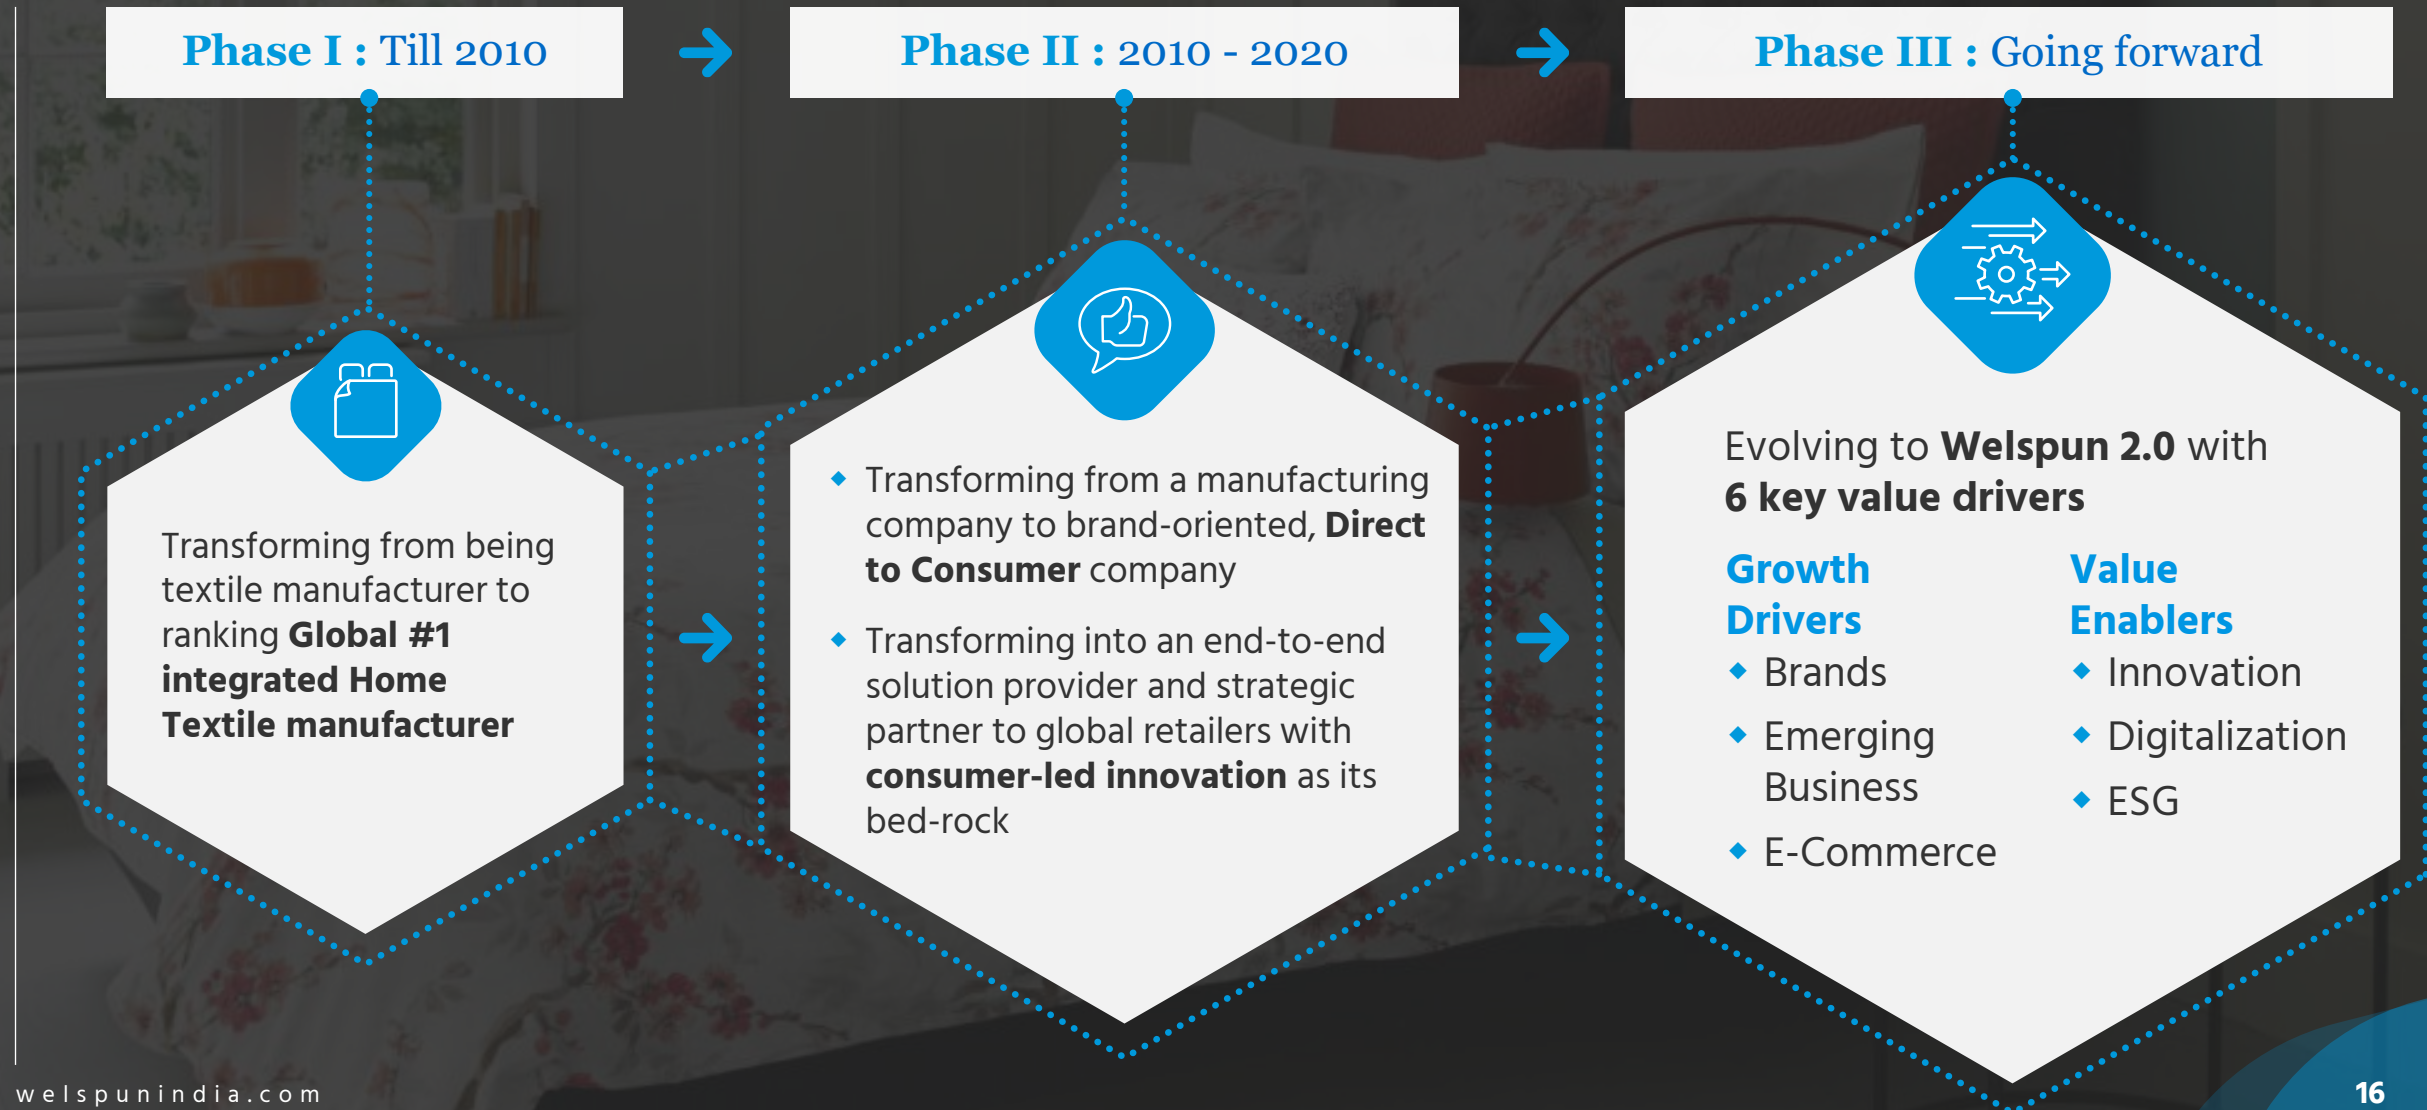 Phase I : Till 2010
Phase II : 2010 - 2020
Phase III : Going forward
Transforming from being
textile manufacturer to
ranking Global #1
integrated Home
Textile manufacturer
Transforming from a manufacturing
company to brand-oriented, Direct
to Consumer company
Transforming into an end-to-end
solution provider and strategic
partner to global retailers with
consumer-led innovation as its
bed-rock
Evolving to Welspun 2.0 with
6 key value drivers
Growth
Drivers
Brands
Emerging
Business
E-Commerce
Value
Enablers
Innovation
Digitalization
ESG
welspunindia.com
16